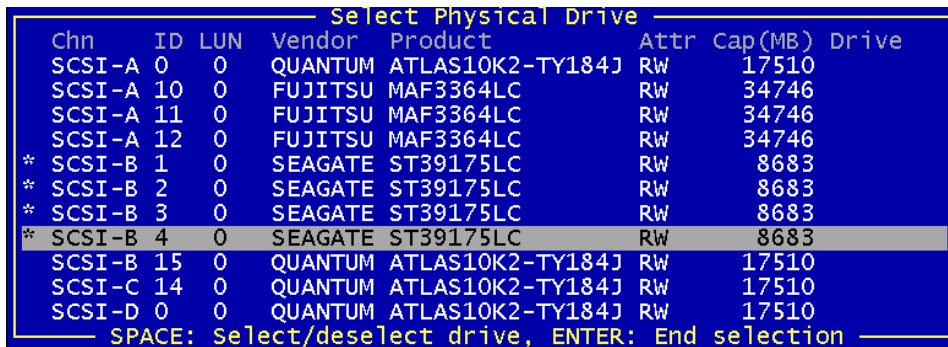 Select Physical Drive
Chn ID LUN Vendor Product Attr Cap(MB) Drive
SCSI-A 0 0 QUANTUM ATLAS10K2-TY184J RW 17510
SCSI-A 10 0 FUJITSU MAF3364LC RW 34746
SCSI-A 11 0 FUJITSU MAF3364LC RW 34746
SCSI-A 12 0 FUJITSU MAF3364LC RW 34746
* SCSI-B 1 0 SEAGATE ST39175LC RW 8683
* SCSI-B 2 0 SEAGATE ST39175LC RW 8683
* SCSI-B 3 0 SEAGATE ST39175LC RW 8683
* SCSI-B 4 0 SEAGATE ST39175LC RW 8683
SCSI-B 15 0 QUANTUM ATLAS10K2-TY184J RW 17510
SCSI-C 14 0 QUANTUM ATLAS10K2-TY184J RW 17510
SCSI-D 0 0 QUANTUM ATLAS10K2-TY184J RW 17510
SPACE: Select/deselect drive, ENTER: End selection